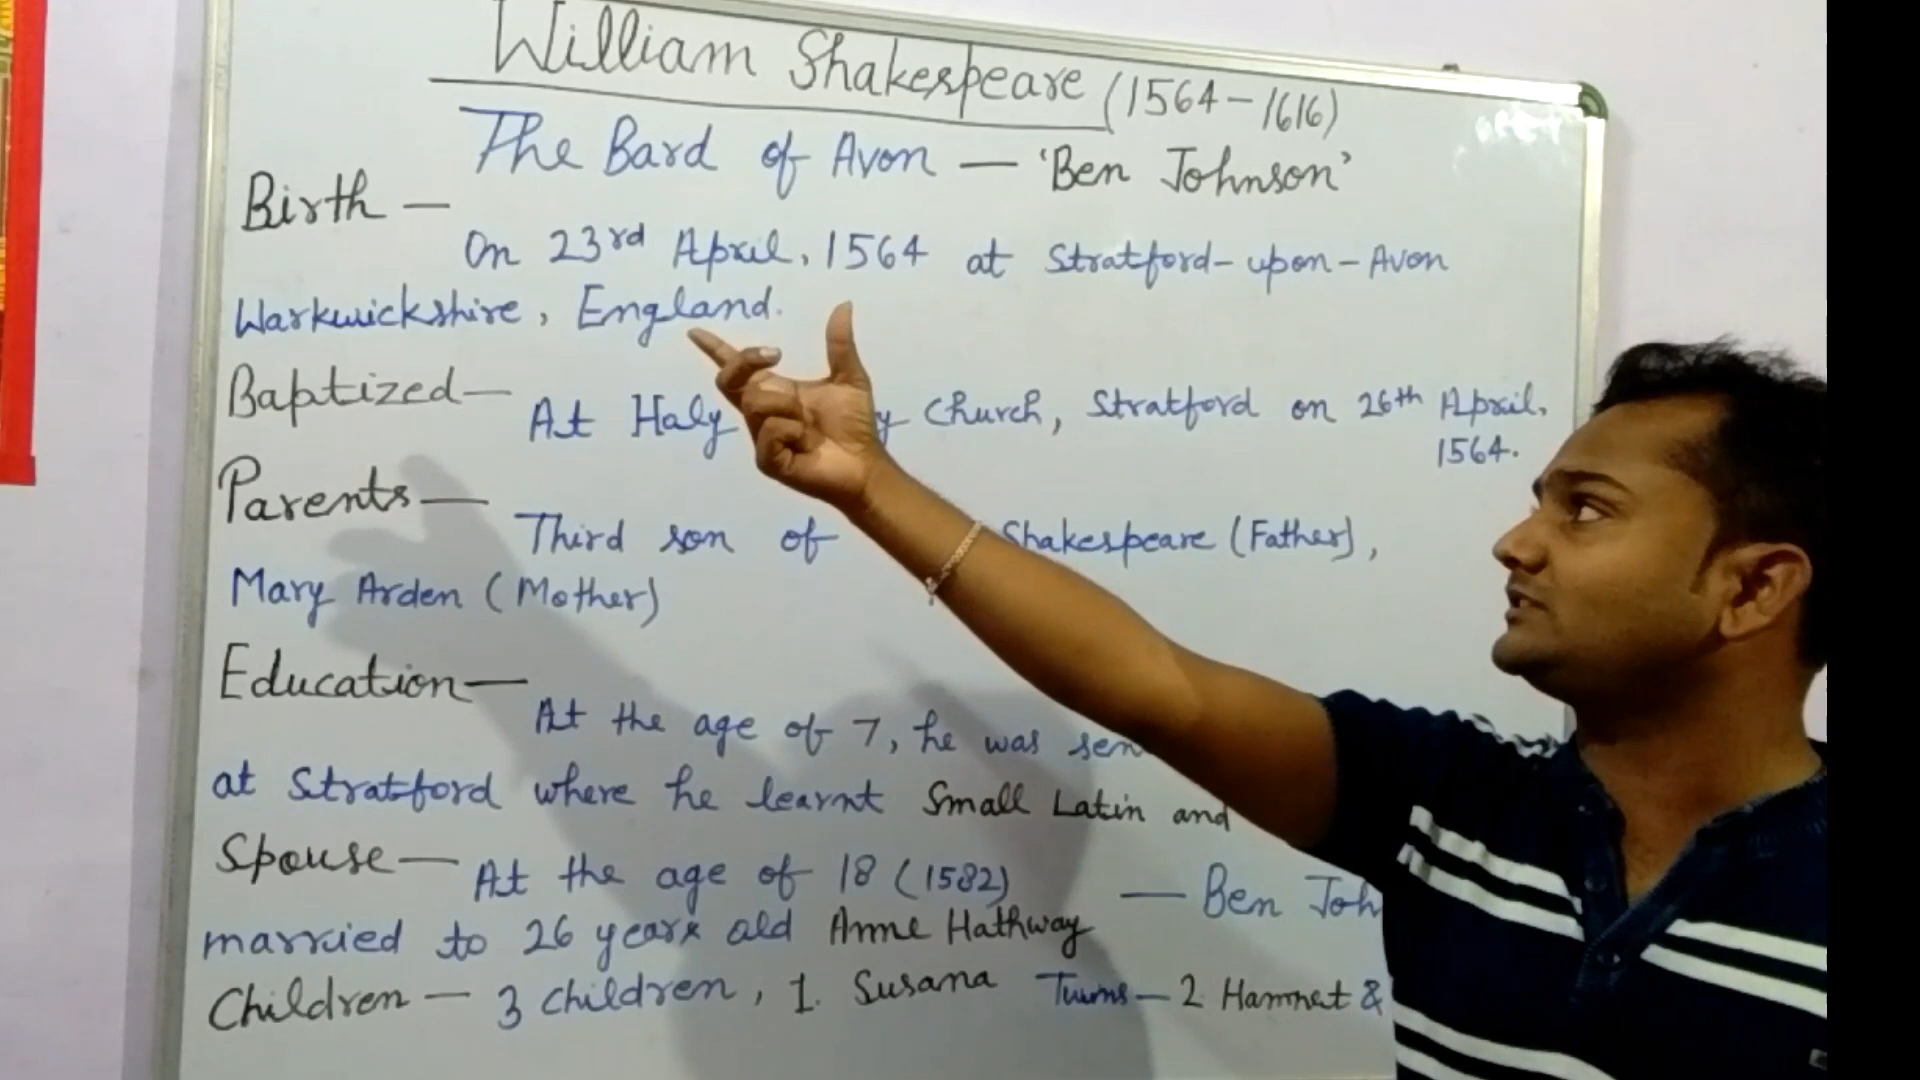 William Shakespeare (1564-1616)
The Bard of Avon — 'Ben Johnson'
Birth —
On 23rd April, 1564 at Stratford-upon-Avon
Warkwickshire, England.
Baptized —
At Haly Church, Stratford on 26th April,
1564.
Parents —
Third son of Shakespeare (Father),
Mary Arden (Mother)
Education —
At the age of 7, he was
at Stratford where he learnt Small Latin and
Spouse — At the age of 18 (1582)
— Ben
married to 26 years old Anne Hathway
Children — 3 children, 1. Susana Twins — 2 Hamnet &